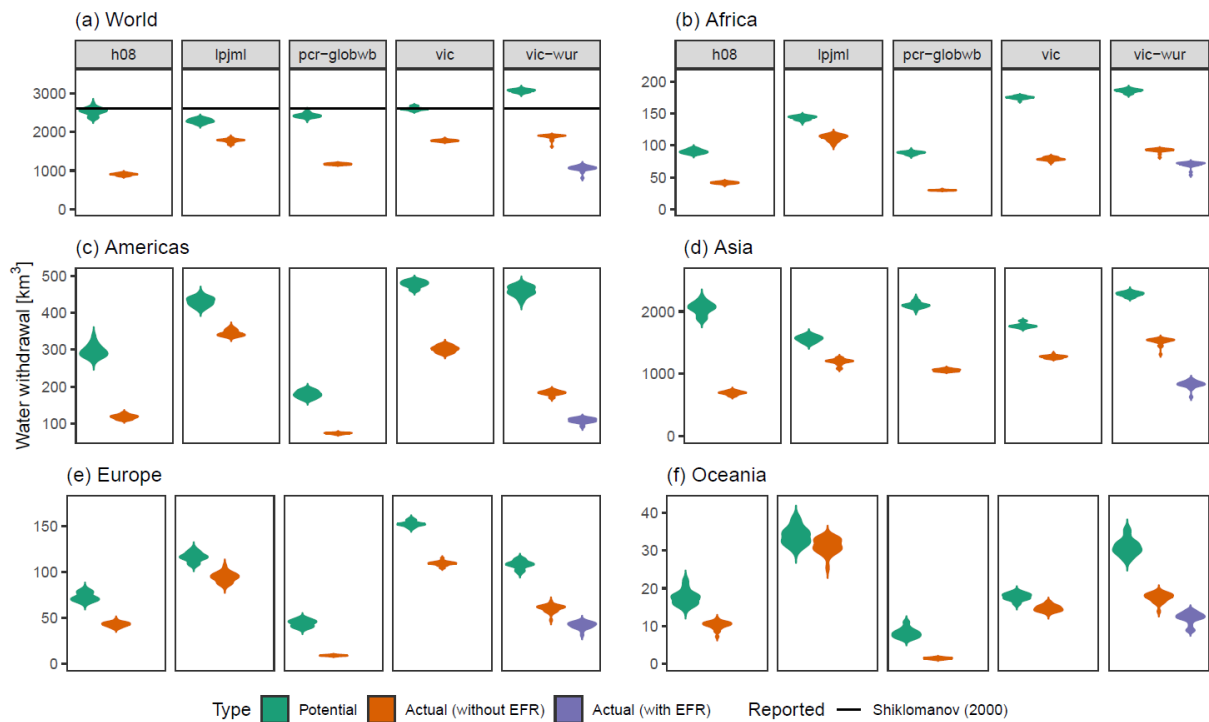 (a) World
h08 lpjml pcr-globwb vic vic-wur
3000
2000
1000
0
(b) Africa
h08 lpjml pcr-globwb vic vic-wur
200
150
100
50
0
Water withdrawal [km³]
(c) Americas
500
400
300
200
100
(d) Asia
2000
1000
0
(e) Europe
150
100
50
0
(f) Oceania
40
30
20
10
0
Type Potential Actual (without EFR) Actual (with EFR) Reported Shiklomanov (2000)